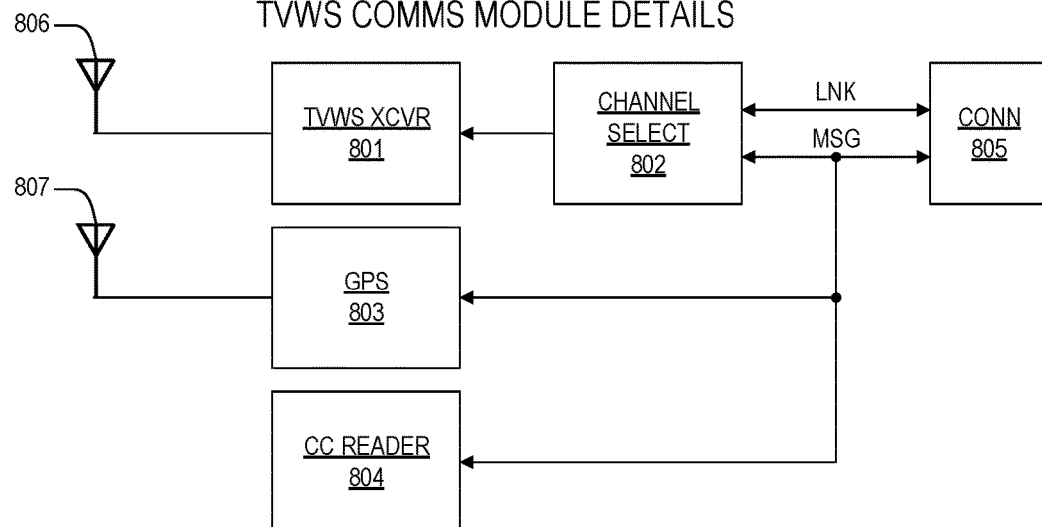 TVWS COMMS MODULE DETAILS
806
TVWS XCVR
801
CHANNEL
SELECT
802
LNK
MSG
CONN
805
807
GPS
803
CC READER
804